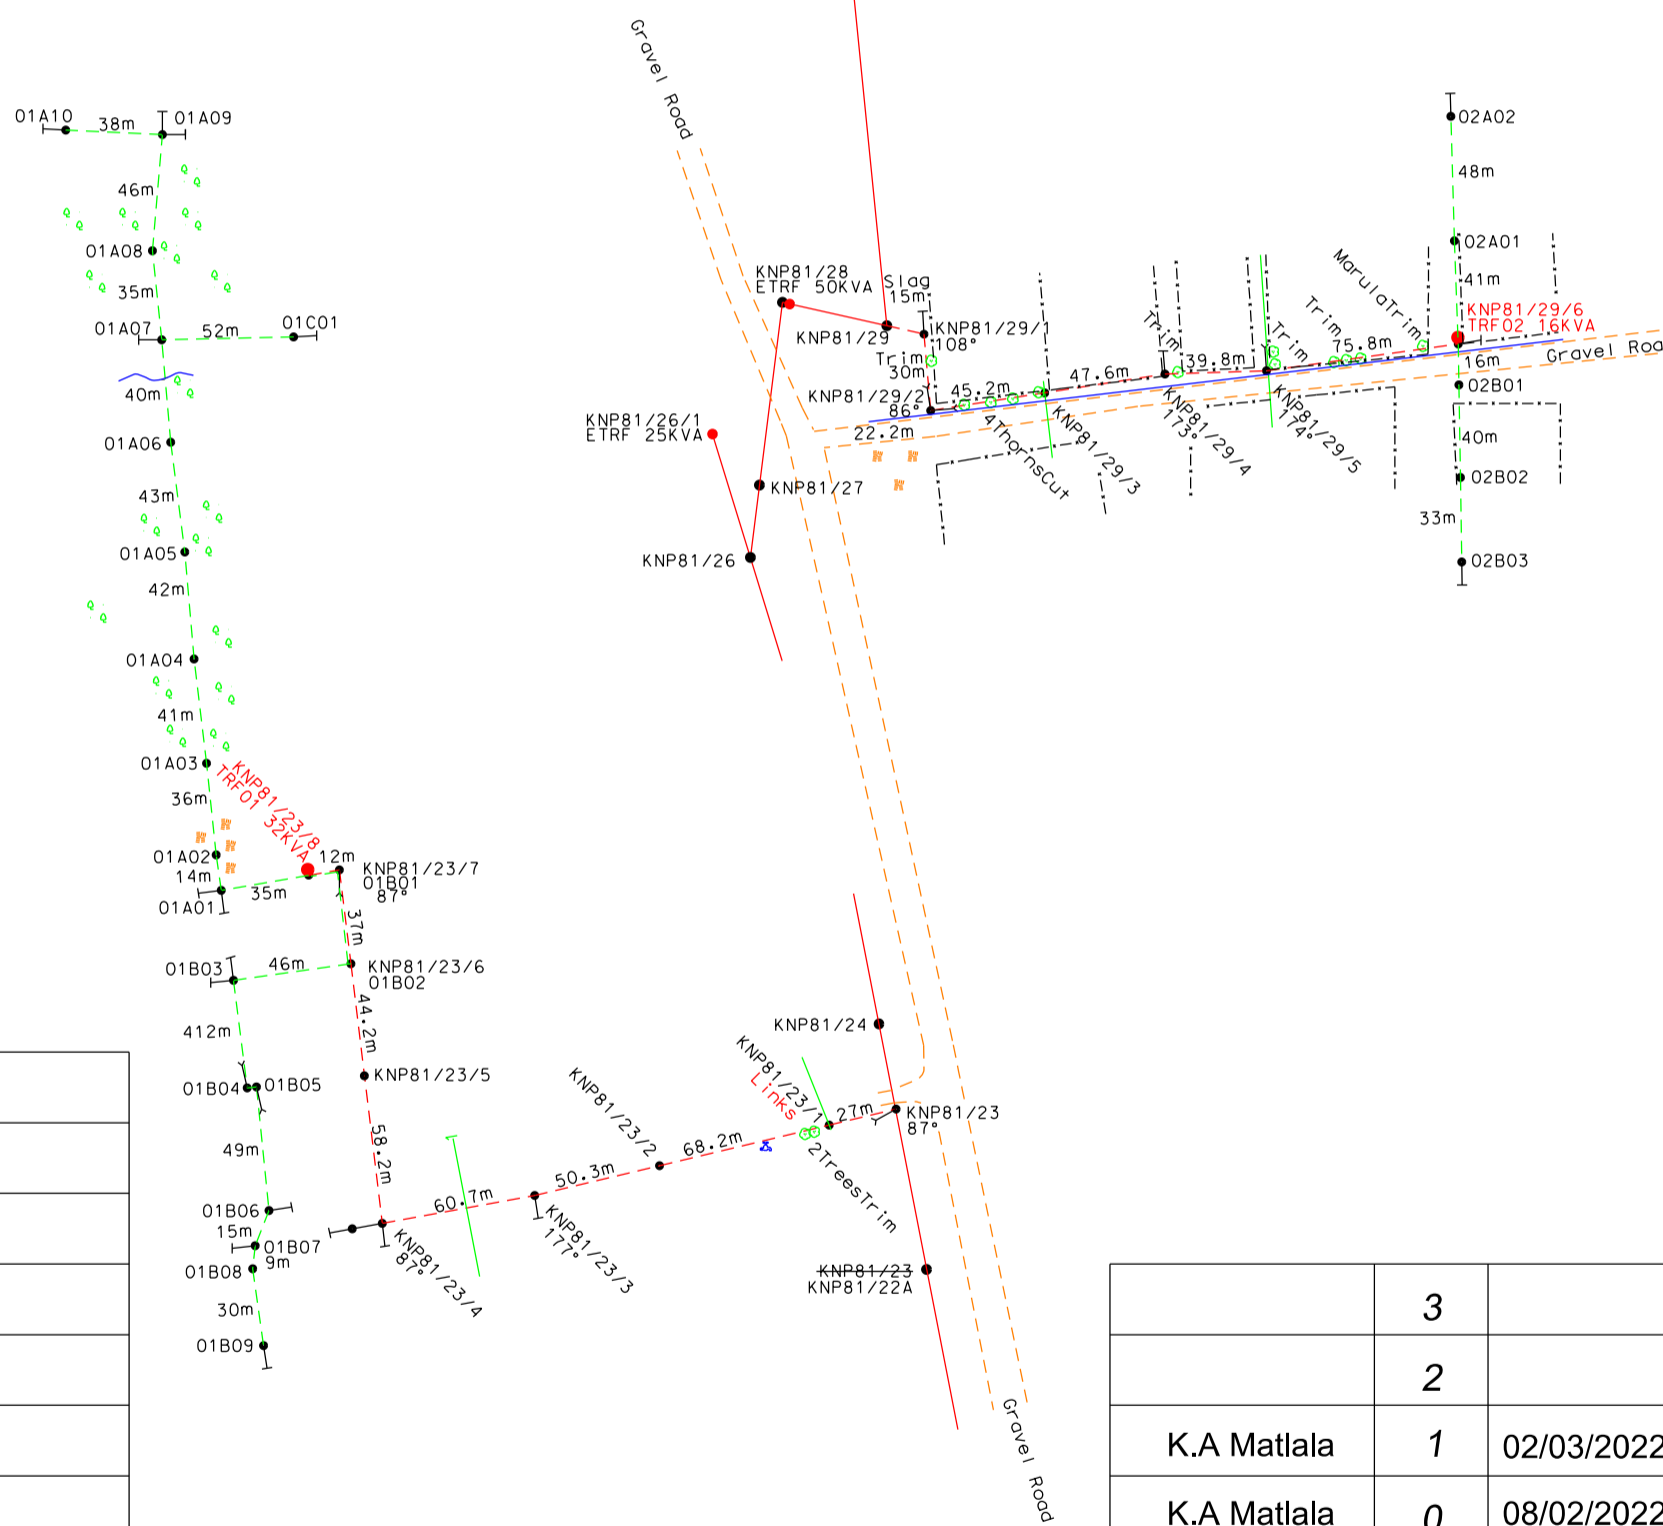 Gravel Road
01A10
38m
01A09
46m
01A08
35m
01A07
52m
01C01
40m
01A06
43m
01A05
42m
01A04
41m
01A03
36m
KNP81/23/8
TRF01 32KVA
01A02
14m
01A01
35m
12m
KNP81/23/7
01B01
87°
37m
01B03
46m
KNP81/23/6
01B02
412m
44.2m
01B04
01B05
KNP81/23/5
49m
58.2m
01B06
15m
01B07
9m
01B08
30m
01B09
KNP81/23/4
87°
60.7m
KNP81/23/3
177°
50.3m
KNP81/23/2
68.2m
KNP81/23/1
Links
2TreesTrim
27m
KNP81/24
KNP81/23
87°
KNP81/23
KNP81/22A
Gravel Road
KNP81/28
ETRF 50KVA
Slag
15m
KNP81/29
KNP81/29/1
108°
Trim
30m
KNP81/29/2
86°
22.2m
KNP81/26/1
ETRF 25KVA
KNP81/27
KNP81/26
45.2m
4ThornsCut
KNP81/29/3
47.6m
Trim
KNP81/29/4
173°
39.8m
Trim
KNP81/29/5
174°
Trim
75.8m
MarulaTrim
02A02
48m
02A01
41m
KNP81/29/6
TRF02 16KVA
16m
Gravel Roa
02B01
40m
02B02
33m
02B03
3
2
K.A Matlala 1 02/03/2022
K.A Matlala 0 08/02/2022